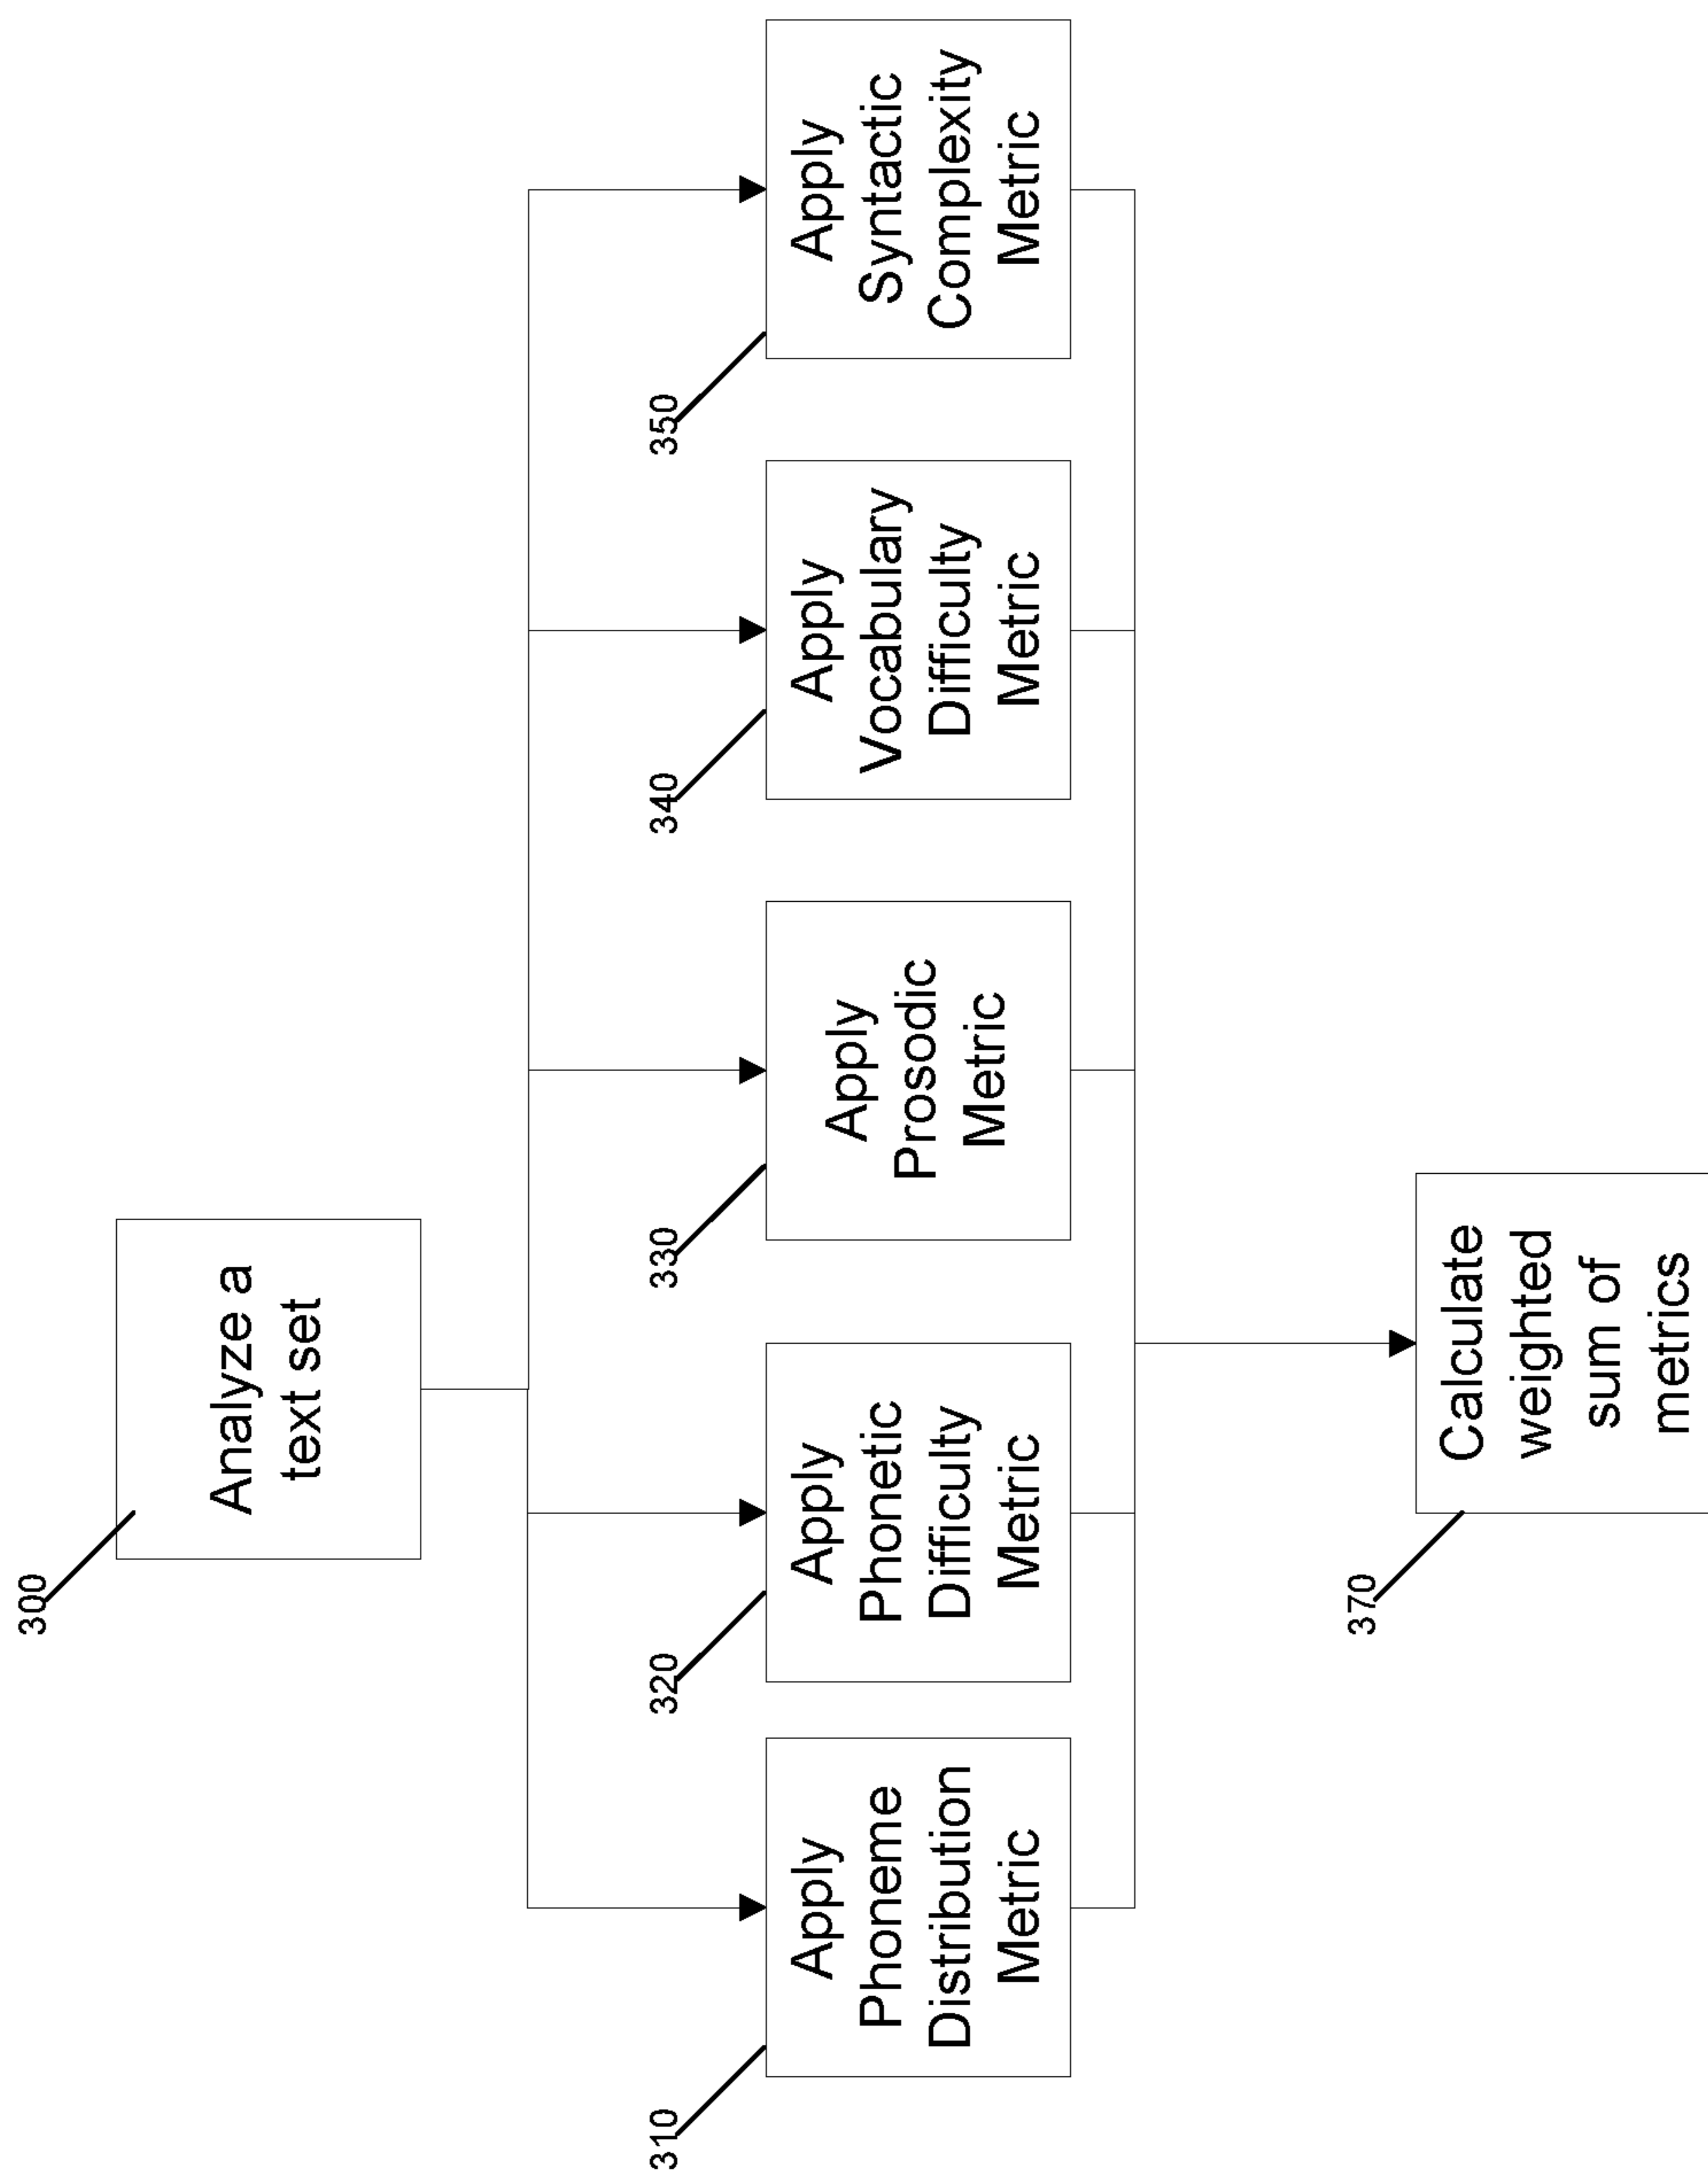 300
Analyze a
text set
310
Apply
Phoneme
Distribution
Metric
320
Apply
Phonetic
Difficulty
Metric
330
Apply
Prosodic
Metric
340
Apply
Vocabulary
Difficulty
Metric
350
Apply
Syntactic
Complexity
Metric
370
Calculate
weighted
sum of
metrics